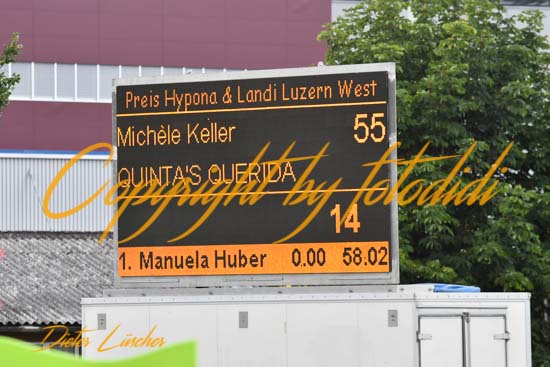 Preis Hypona & Landi Luzern West
Michèle Keller 55
QUINTA'S QUERIDA
Copyright by fotodidi
14
1. Manuela Huber 0.00 58.02
Dieter Lüscher